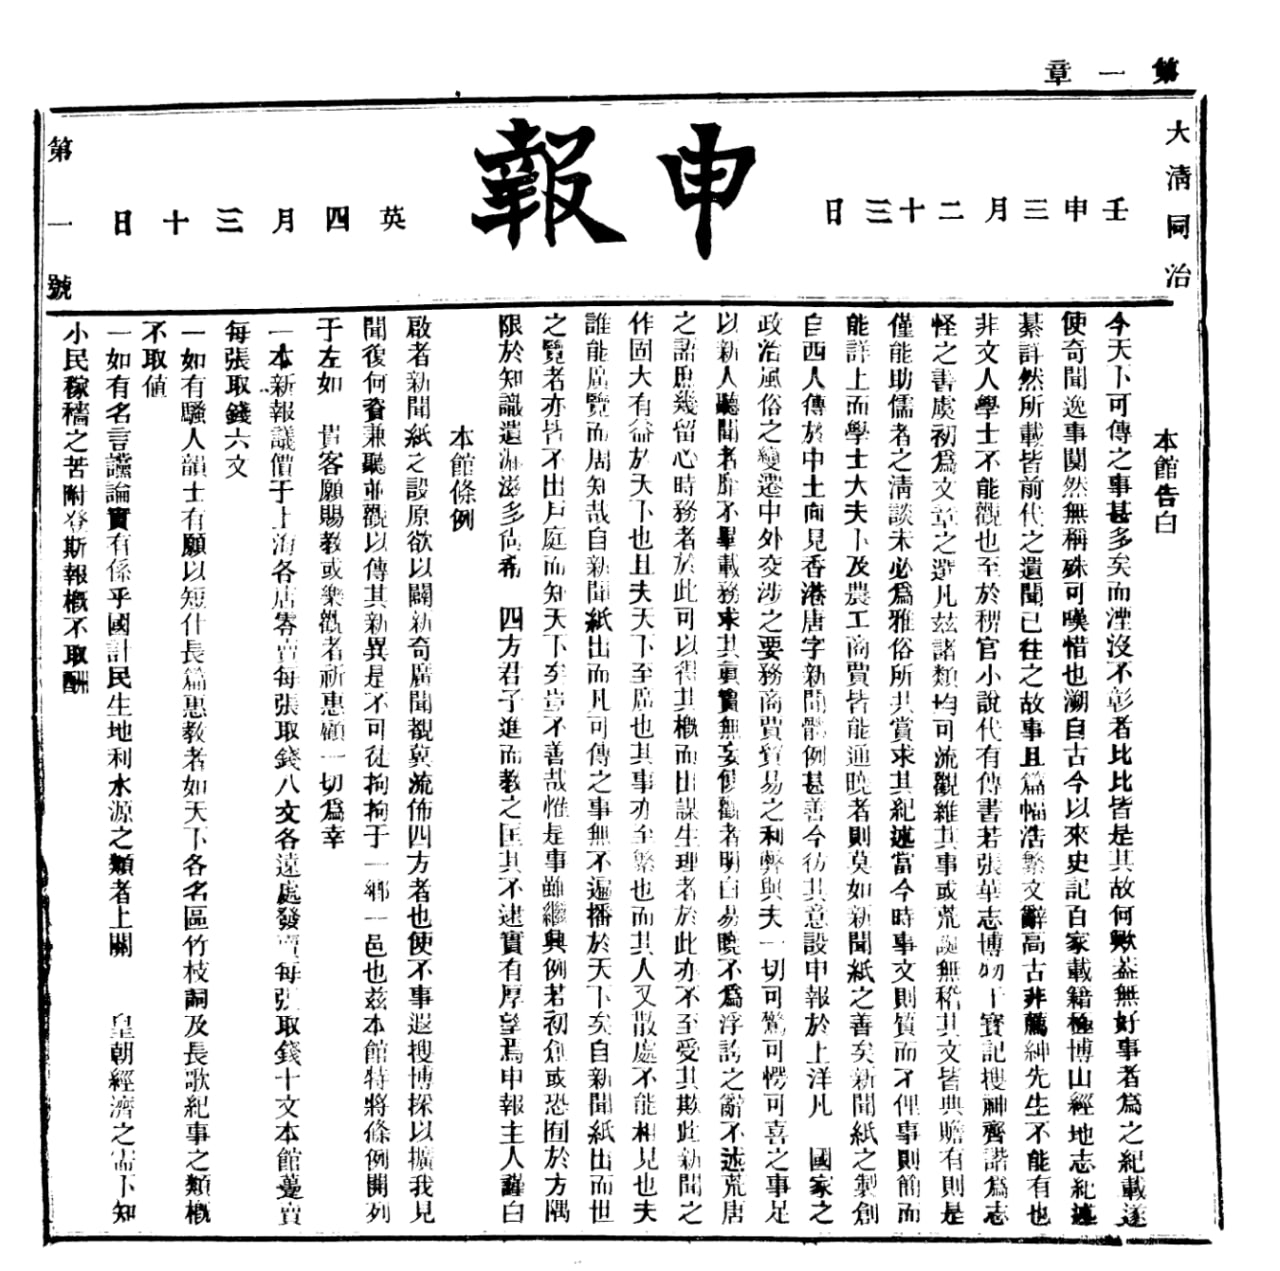 第一章
大清同治
壬申三月二十三日
申報
英四月三十日
第一號
本館告白
今天下可傳之事甚多矣而湮沒不彰者比比皆是其故何歟蓋無好事者為之紀載遂
使奇聞逸事闃然無稱殊可嘆惜也溯自古今以來史記百家載籍極博山經地志紀述
綦詳然所載皆前代之遺聞已往之故事且篇幅浩繁文辭高古非薦紳先生不能有也
非文人學士不能觀也至於稗官小說代有傳書若張華志博物干寶記搜神齊諧為志
怪之書虞初為文章之選凡茲諸類均可流觀維其事或荒誕無稽其文皆典贍有則是
僅能助儒者之清談未必為雅俗所共賞求其紀述當今時事文則質而不俚事則簡而
能詳上而學士大夫下及農工商賈皆能通曉者則莫如新聞紙之善矣新聞紙之製創
自西人傳於中土向見香港唐字新聞體例甚善今仿其意設申報於上洋凡　國家之
政治風俗之變遷中外交涉之要務商賈貿易之利弊與夫一切可驚可愕可喜之事足
以新人聽聞者靡不畢載務求其真實無妄使觀者明白易曉不為浮誇之辭不述荒唐
之語庶幾留心時務者於此可以得其概而出謀生理者於此亦不至受其欺此新聞之
作固大有益於天下也且夫天下至廣也其事亦至繁也而其人又散處不能相見也夫
誰能廣覽而周知哉自新聞紙出而凡可傳之事無不遍播於天下矣自新聞紙出而世
之覽者亦皆不出戶庭而知天下矣豈不善哉惟是事雖繼興例若初創或恐囿於方隅
限於知識遺漏滋多尚希　四方君子進而教之匡其不逮實有厚望焉申報主人謹白
本館條例
啟者新聞紙之設原欲以闢新奇廣聞覩冀流佈四方者也使不事遐搜博採以擴我見
聞復何資兼聽並觀以傳其新異是不可徒拘拘于一鄉一邑也茲本館特將條例開列
于左如　貴客願賜教或樂觀者祈惠顧一切為幸
一本新報議價于上海各店零賣每張取錢八文各遠處發賣每張取錢十文本館躉賣
每張取錢六文
一如有騷人韻士有願以短什長篇惠教者如天下各名區竹枝詞及長歌紀事之類概
不取値
一如有名言讜論實有係乎國計民生地利水源之類者上關　皇朝經濟之需下知
小民稼穡之苦附登斯報概不取酬